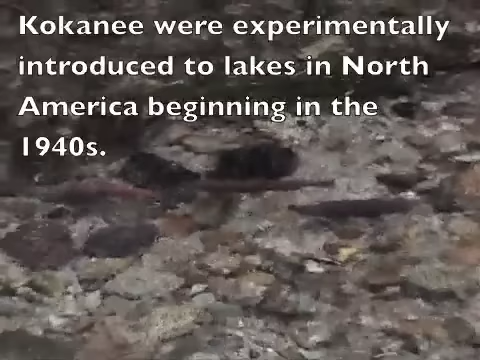 Kokanee were experimentally
introduced to lakes in North
America beginning in the
1940s.